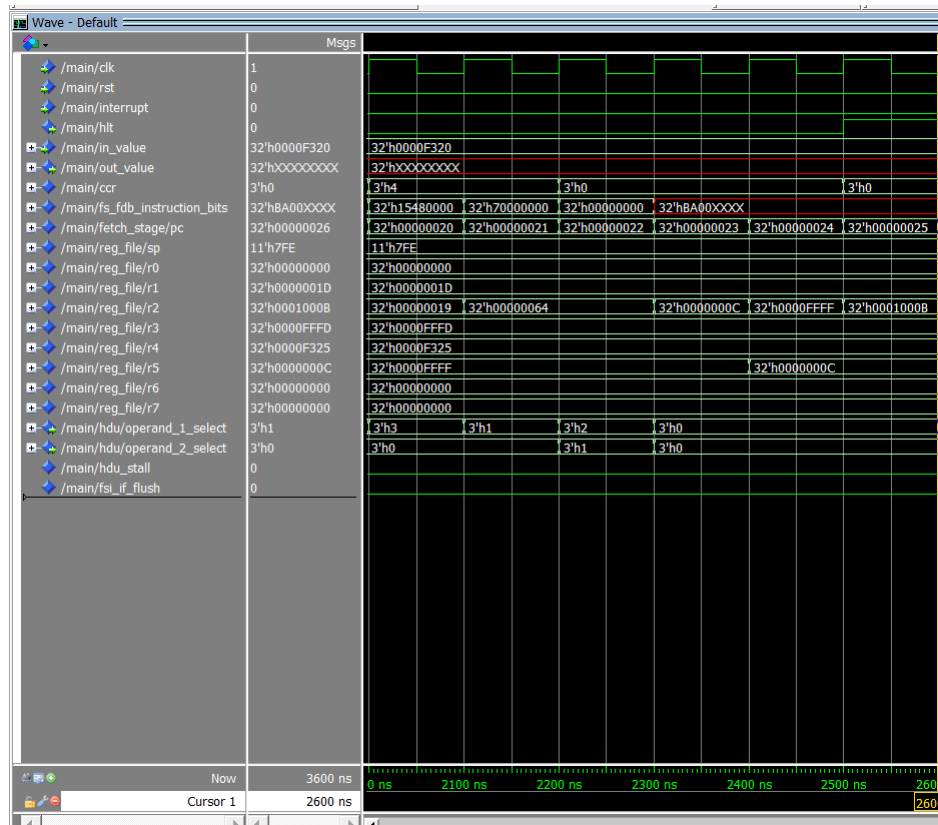 Wave - Default
Msgs
/main/clk 1
/main/rst 0
/main/interrupt 0
/main/hlt 0
/main/in_value 32'h0000F320 32'h0000F320
/main/out_value 32'hXXXXXXXX 32'hXXXXXXXX
/main/ccr 3'h0 3'h4 3'h0 3'h0
/main/fs_fdb_instruction_bits 32'hBA00XXXX 32'h15480000 32'h70000000 32'h00000000 32'hBA00XXXX
/main/fetch_stage/pc 32'h00000026 32'h00000020 32'h00000021 32'h00000022 32'h00000023 32'h00000024 32'h00000025
/main/reg_file/sp 11'h7FE 11'h7FE
/main/reg_file/r0 32'h00000000 32'h00000000
/main/reg_file/r1 32'h0000001D 32'h0000001D
/main/reg_file/r2 32'h0001000B 32'h00000019 32'h00000064 32'h0000000C 32'h0000FFFF 32'h0001000B
/main/reg_file/r3 32'h0000FFFD 32'h0000FFFD
/main/reg_file/r4 32'h0000F325 32'h0000F325
/main/reg_file/r5 32'h0000000C 32'h0000FFFF 32'h0000000C
/main/reg_file/r6 32'h00000000 32'h00000000
/main/reg_file/r7 32'h00000000 32'h00000000
/main/hdu/operand_1_select 3'h1 3'h3 3'h1 3'h2 3'h0
/main/hdu/operand_2_select 3'h0 3'h0 3'h1 3'h0
/main/hdu_stall 0
/main/fsi_if_flush 0
Now 3600 ns 0 ns 2100 ns 2200 ns 2300 ns 2400 ns 2500 ns 260
Cursor 1 2600 ns 260